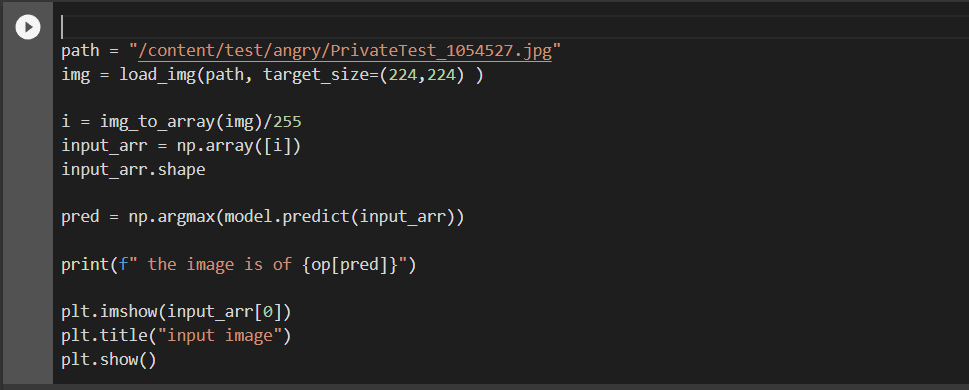 path = "/content/test/angry/PrivateTest_1054527.jpg"
img = load_img(path, target_size=(224,224) )
i = img_to_array(img)/255
input_arr = np.array([i])
input_arr.shape
pred = np.argmax(model.predict(input_arr))
print(f" the image is of {op[pred]}")
plt.imshow(input_arr[0])
plt.title("input image")
plt.show()